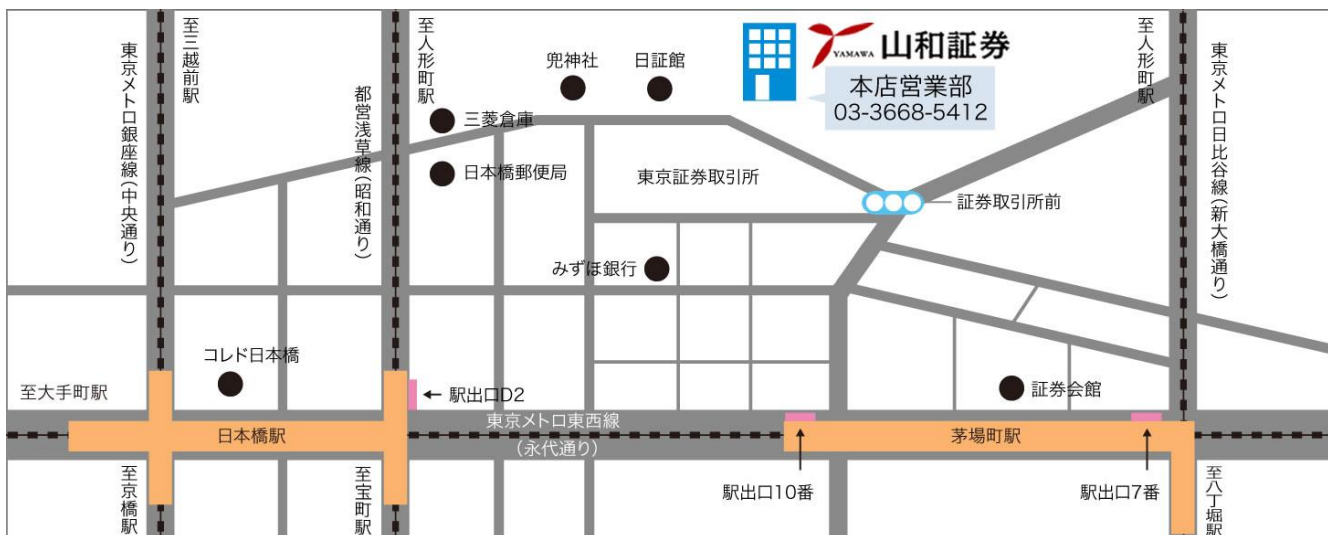 東京メトロ銀座線(中央通り)
至三越前駅
都営浅草線(昭和通り)
至人形町駅
兜神社
日証館
YAMAWA 山和証券
本店営業部
03-3668-5412
至人形町駅
東京メトロ日比谷線(新大橋通り)
三菱倉庫
日本橋郵便局
東京証券取引所
証券取引所前
みずほ銀行
コレド日本橋
至大手町駅
駅出口D2
証券会館
東京メトロ東西線
(永代通り)
日本橋駅
茅場町駅
至京橋駅
至宝町駅
駅出口10番
駅出口7番
至八丁堀駅